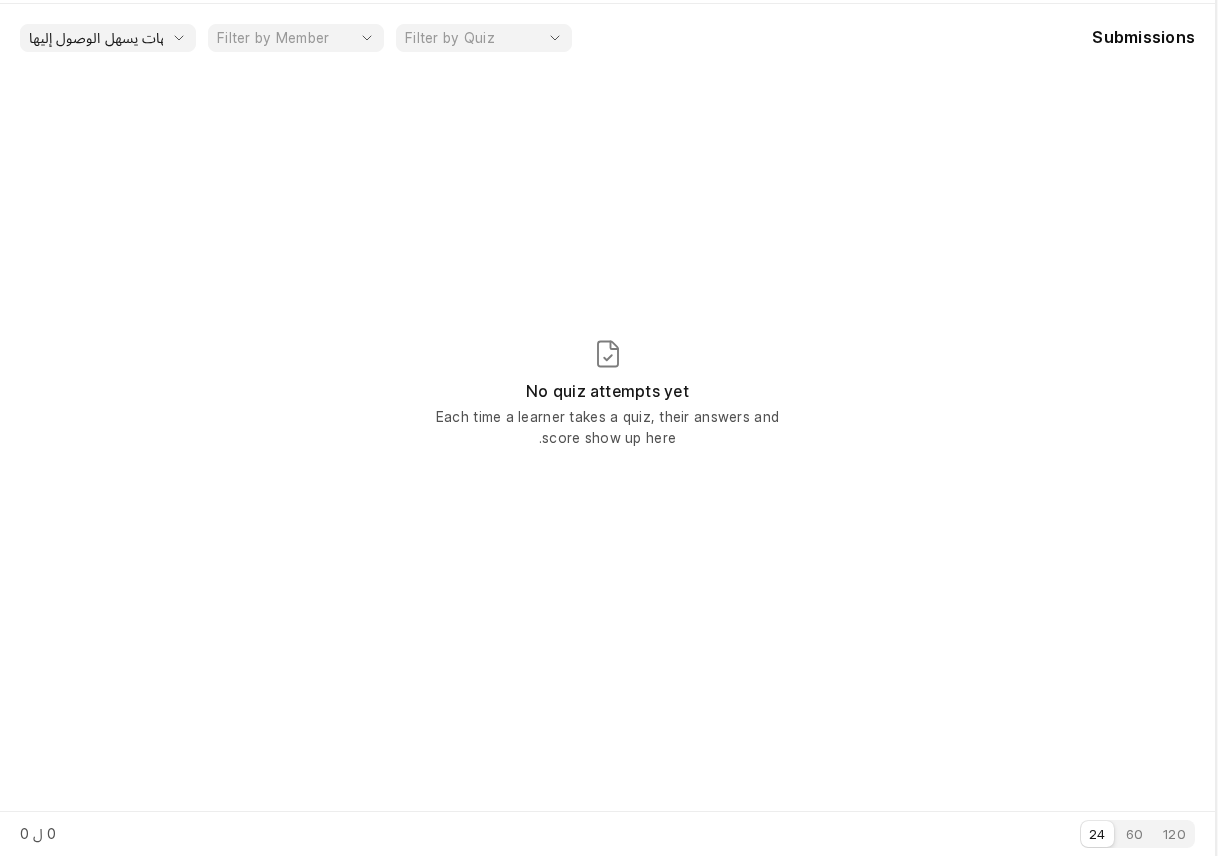 Submissions
Filter by Quiz
Filter by Member
يسهل الوصول إليها
No quiz attempts yet
Each time a learner takes a quiz, their answers and
score show up here.
0 ل 0
24
60
120